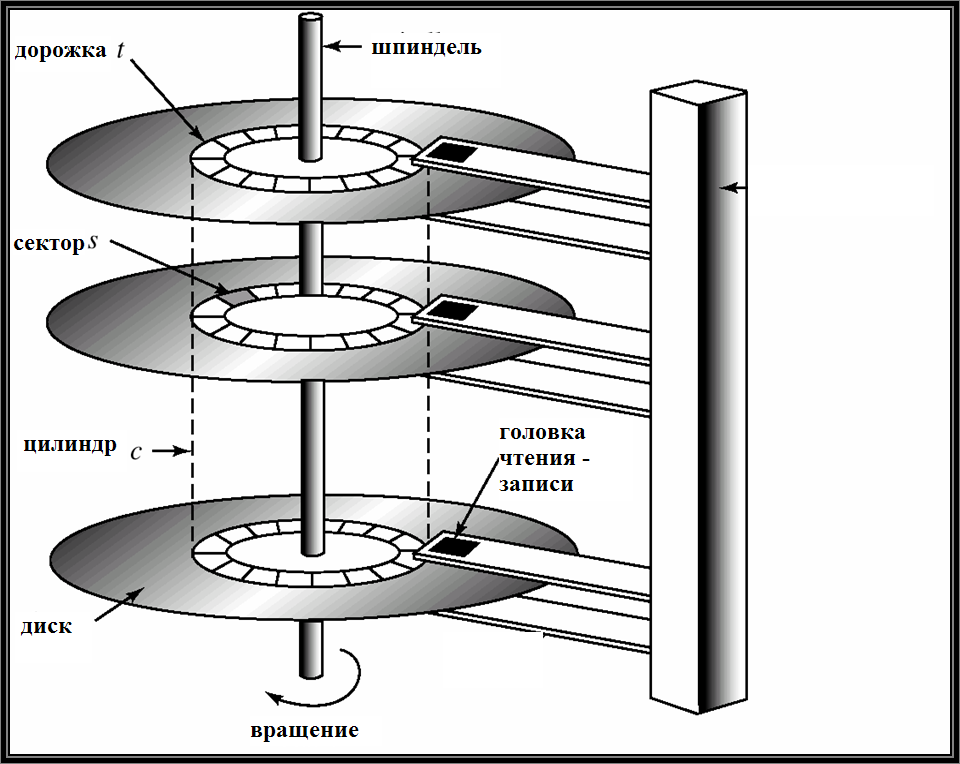 дорожка t
шпиндель
сектор s
цилиндр c
головка
чтения -
записи
диск
вращение